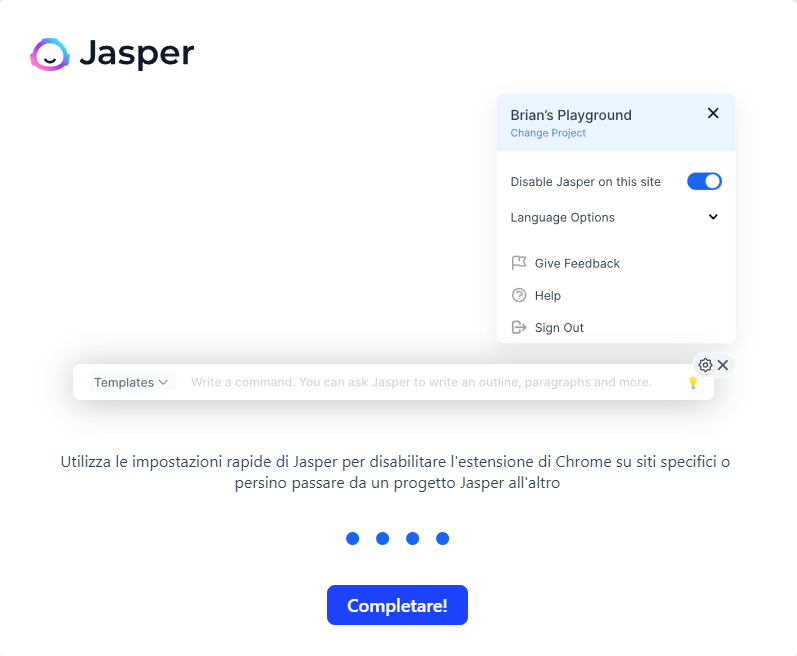 Jasper
Brian's Playground
Change Project
Disable Jasper on this site
Language Options
Give Feedback
Help
Sign Out
Templates
Write a command. You can ask Jasper to write an outline, paragraphs and more.
Utilizza le impostazioni rapide di Jasper per disabilitare l'estensione di Chrome su siti specifici o
persino passare da un progetto Jasper all'altro
Completare!